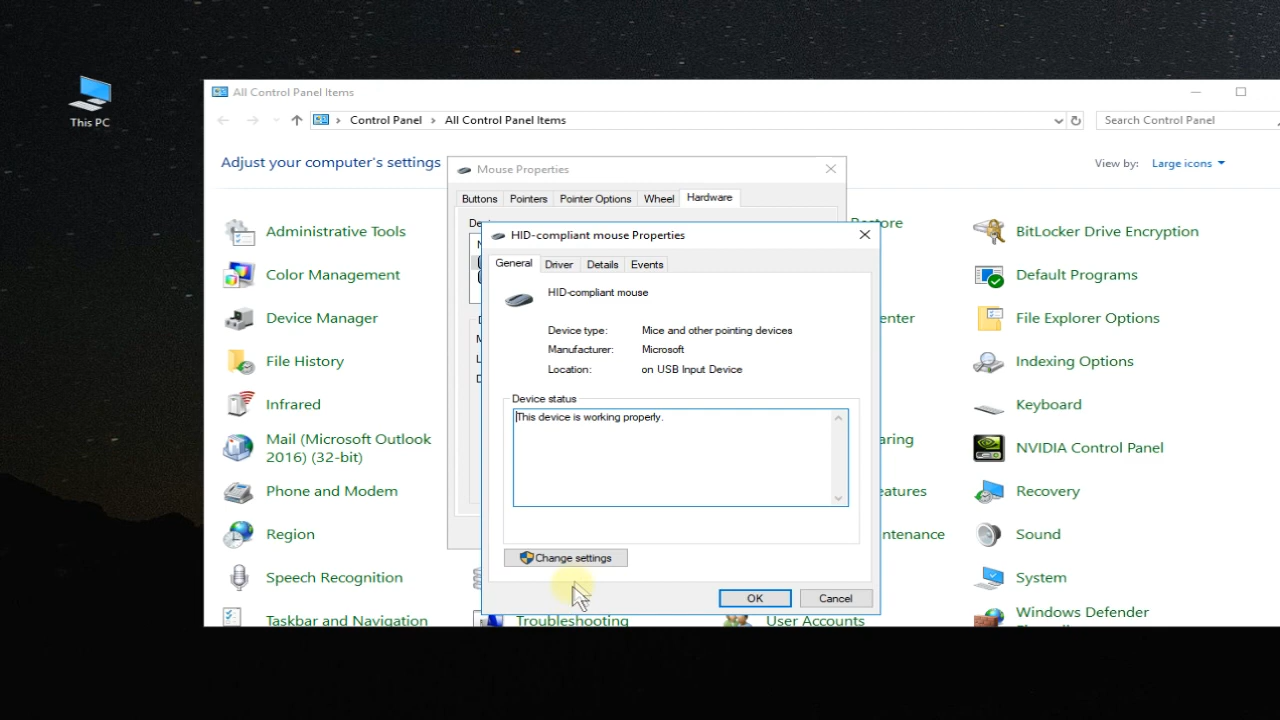 This PC
All Control Panel Items
Control Panel › All Control Panel Items
Search Control Panel
Adjust your computer's settings
View by: Large icons
Mouse Properties
Buttons Pointers Pointer Options Wheel Hardware
HID-compliant mouse Properties
General Driver Details Events
HID-compliant mouse
Device type: Mice and other pointing devices
Manufacturer: Microsoft
Location: on USB Input Device
Device status
This device is working properly.
Change settings
OK Cancel
Administrative Tools
BitLocker Drive Encryption
Color Management
Default Programs
Device Manager
File Explorer Options
File History
Indexing Options
Infrared
Keyboard
Mail (Microsoft Outlook
2016) (32-bit)
NVIDIA Control Panel
Phone and Modem
Recovery
Region
Sound
Speech Recognition
System
Taskbar and Navigation
Troubleshooting
User Accounts
Windows Defender